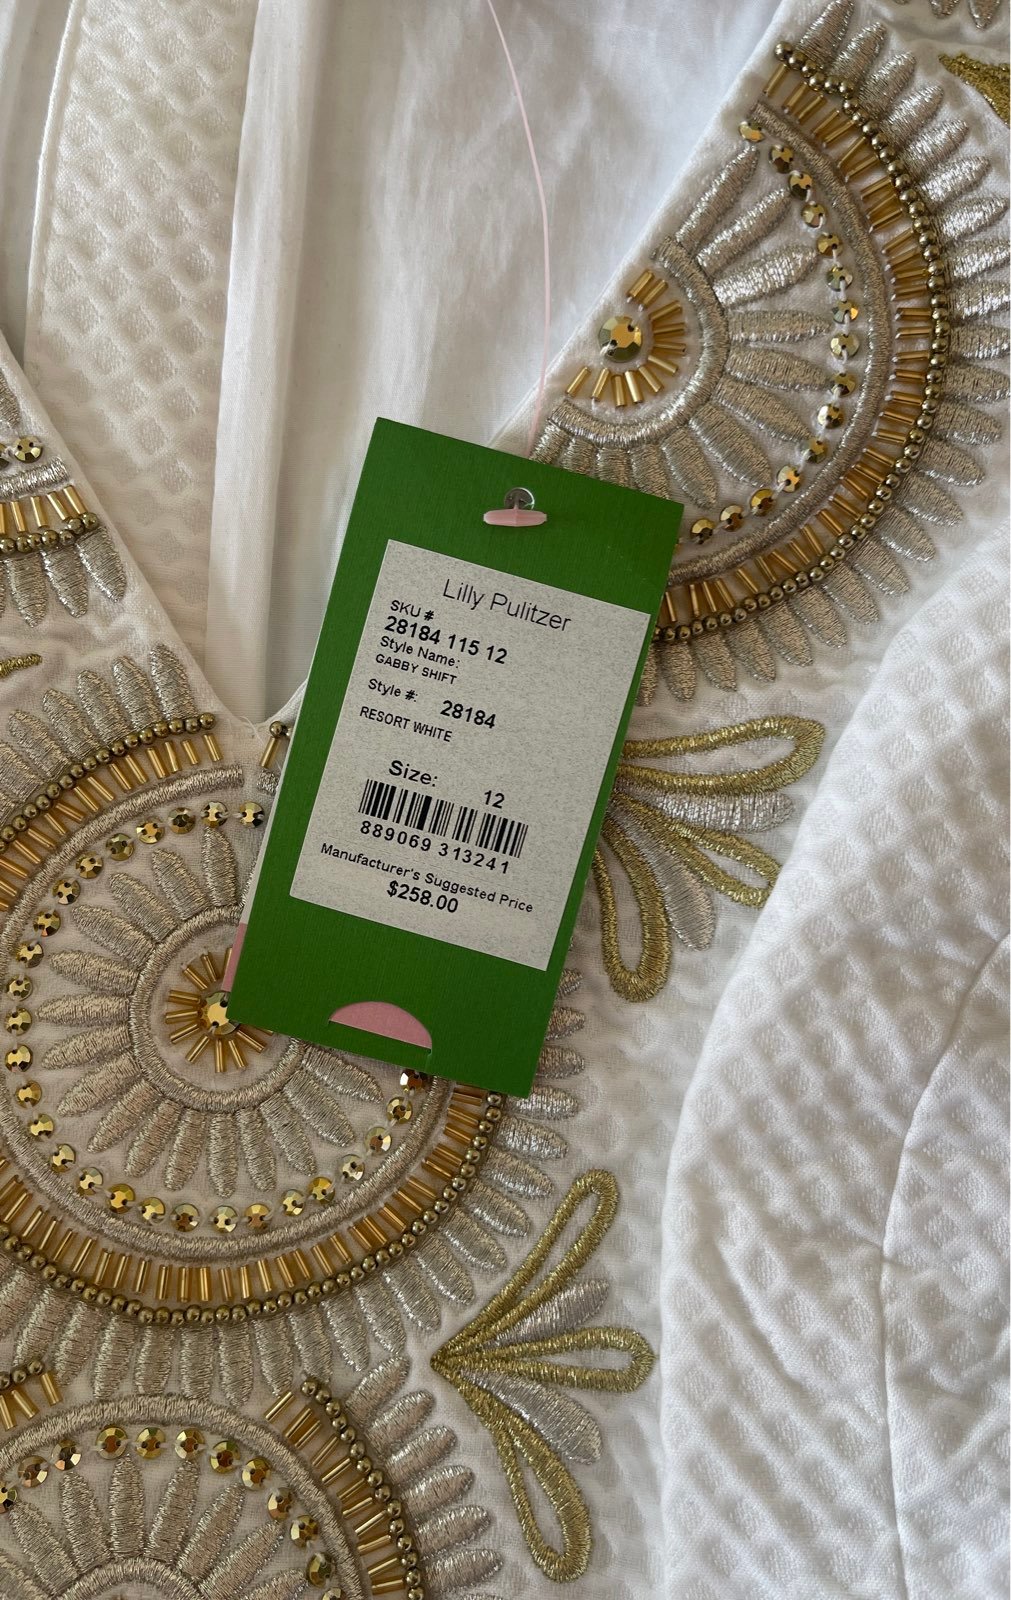 Lilly Pulitzer
SKU #
28184 115 12
Style Name:
GABBY SHIFT
Style #: 28184
RESORT WHITE
Size: 12
889069 313241
Manufacturer's Suggested Price
$258.00